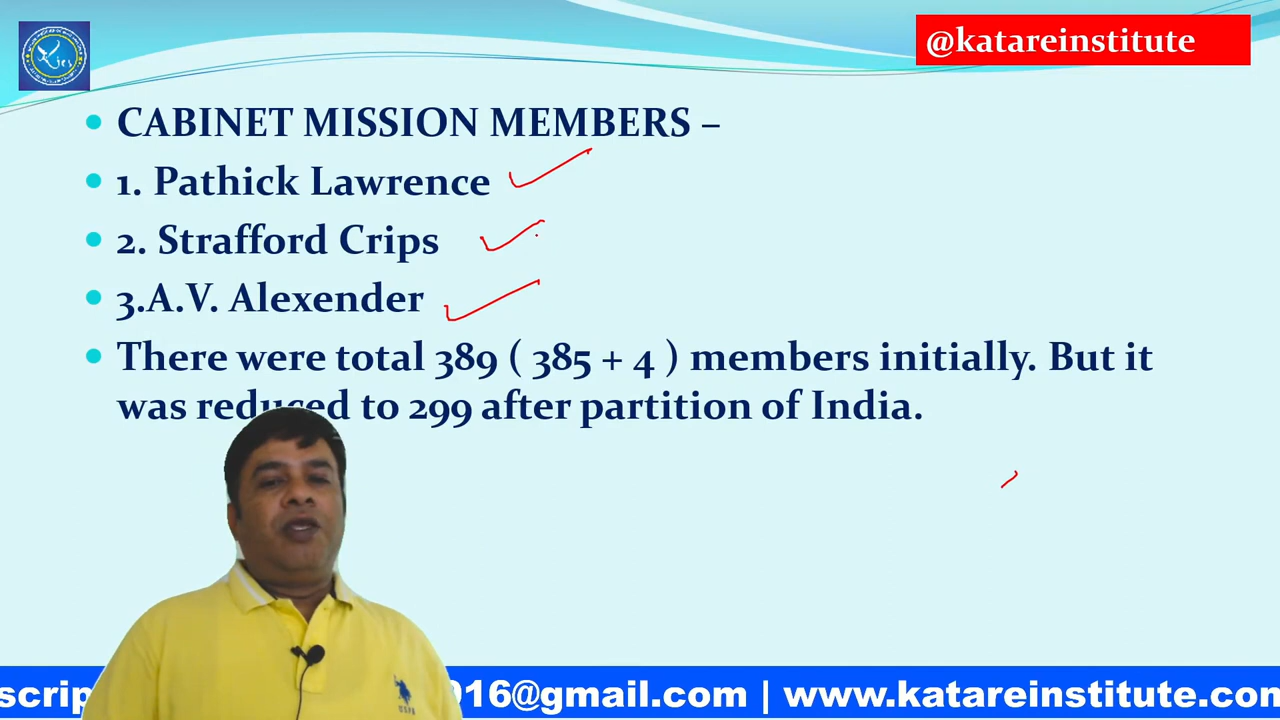 @katareinstitute
CABINET MISSION MEMBERS –
1. Pathick Lawrence
2. Strafford Crips
3.A.V. Alexender
There were total 389 ( 385 + 4 ) members initially. But it
was reduced to 299 after partition of India.
916@gmail.com | www.katareinstitute.com